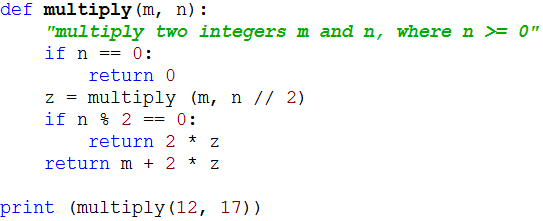 def multiply(m, n):
    "multiply two integers m and n, where n >= 0"
    if n == 0:
        return 0
    z = multiply (m, n // 2)
    if n % 2 == 0:
        return 2 * z
    return m + 2 * z

print (multiply(12, 17))